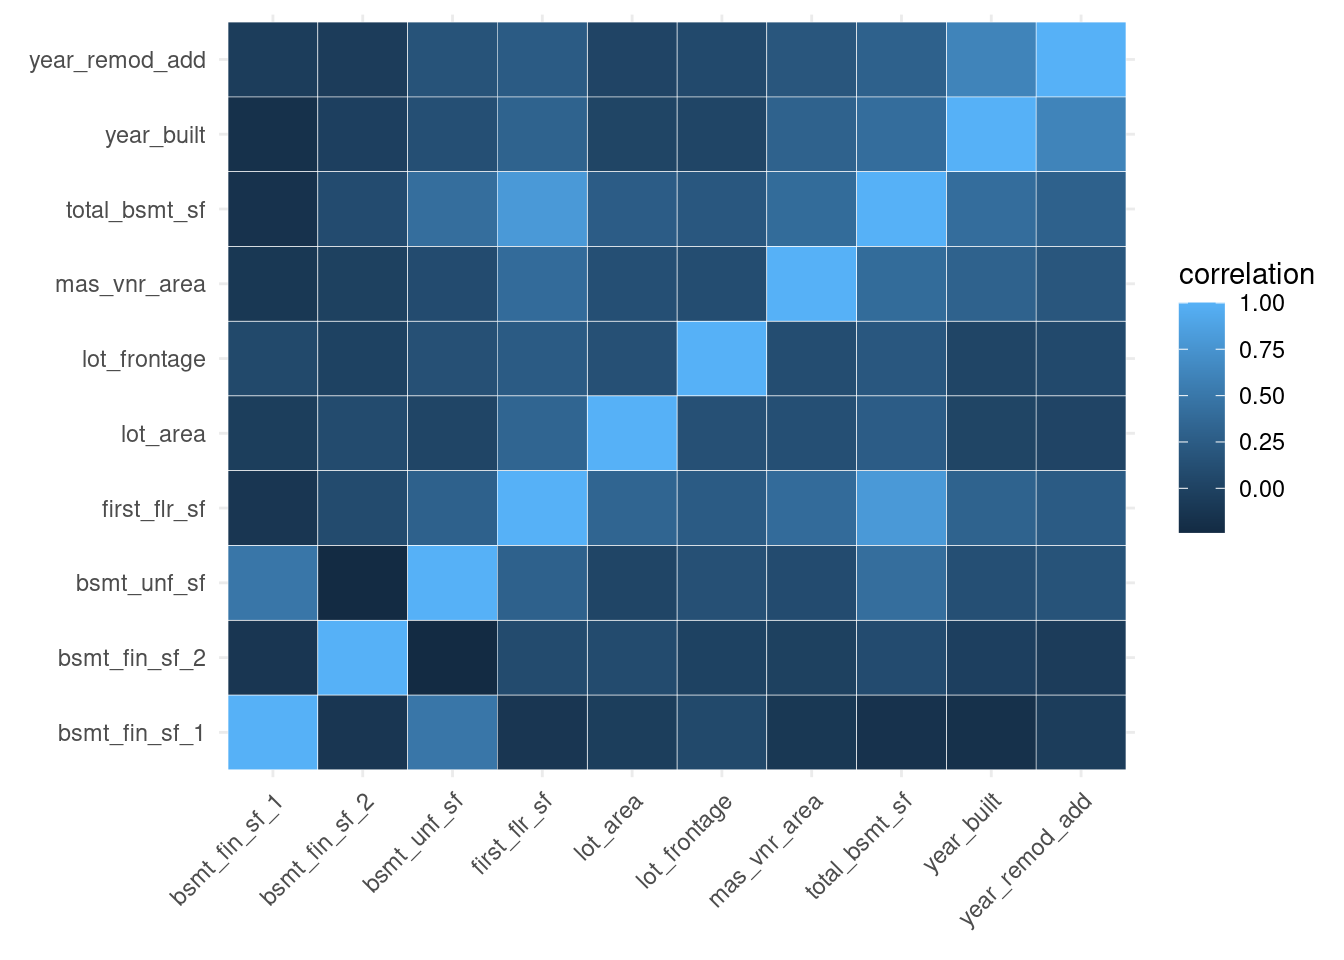 year_remod_add
year_built
total_bsmt_sf
mas_vnr_area
lot_frontage
lot_area
first_flr_sf
bsmt_unf_sf
bsmt_fin_sf_2
bsmt_fin_sf_1
bsmt_fin_sf_1
bsmt_fin_sf_2
bsmt_unf_sf
first_flr_sf
lot_area
lot_frontage
mas_vnr_area
total_bsmt_sf
year_built
year_remod_add
correlation
1.00
0.75
0.50
0.25
0.00